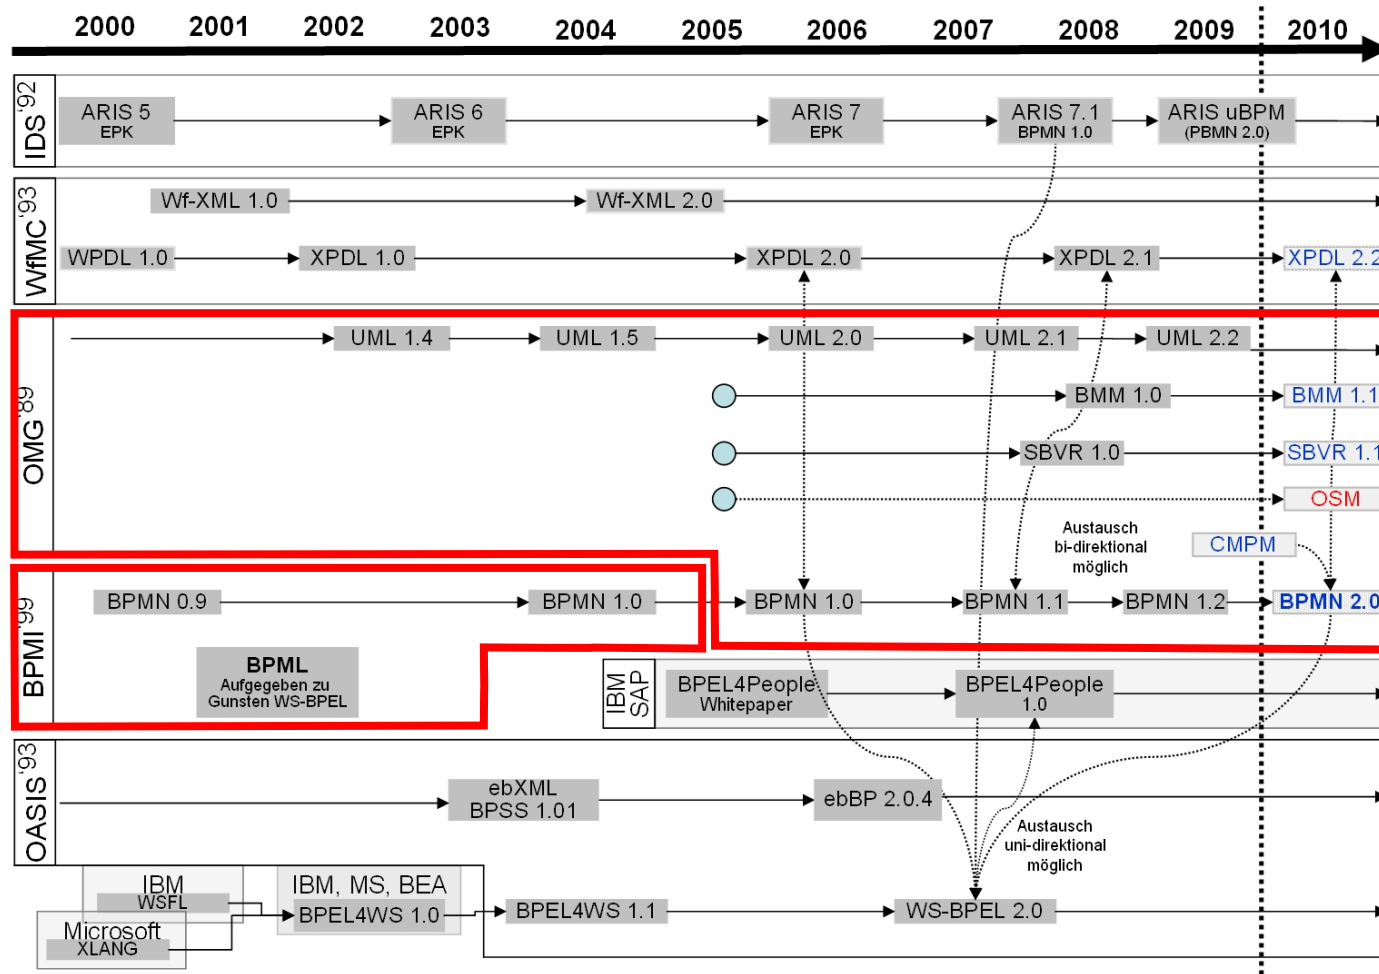 2000 2001 2002 2003 2004 2005 2006 2007 2008 2009 2010
IDS '92
ARIS 5
EPK
ARIS 6
EPK
ARIS 7
EPK
ARIS 7.1
BPMN 1.0
ARIS uBPM
(PBMN 2.0)
WfMC '93
Wf-XML 1.0
Wf-XML 2.0
WPDL 1.0
XPDL 1.0
XPDL 2.0
XPDL 2.1
XPDL 2.2
OMG '89
UML 1.4
UML 1.5
UML 2.0
UML 2.1
UML 2.2
BMM 1.0
BMM 1.1
SBVR 1.0
SBVR 1.1
OSM
Austausch
bi-direktional
möglich
CMPM
BPMI '99
BPMN 0.9
BPMN 1.0
BPMN 1.0
BPMN 1.1
BPMN 1.2
BPMN 2.0
BPML
Aufgegeben zu
Gunsten WS-BPEL
IBM
SAP
BPEL4People
Whitepaper
BPEL4People
1.0
OASIS '93
ebXML
BPSS 1.01
ebBP 2.0.4
Austausch
uni-direktional
möglich
IBM
WSFL
Microsoft
XLANG
IBM, MS, BEA
BPEL4WS 1.0
BPEL4WS 1.1
WS-BPEL 2.0